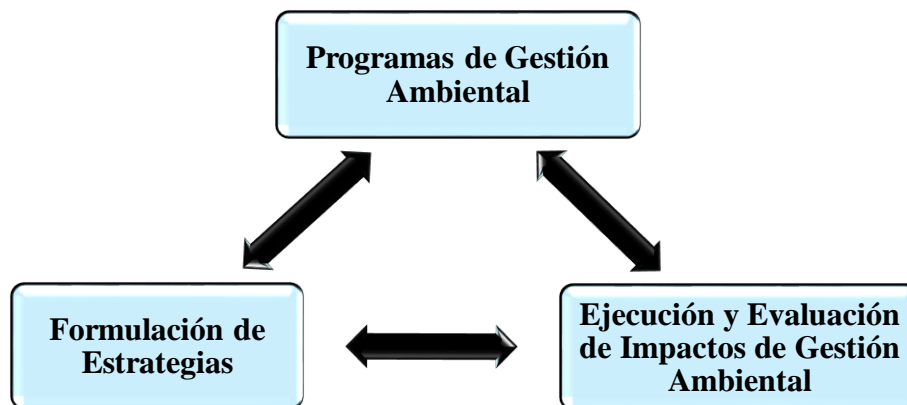 Programas de Gestión
Ambiental
Formulación de
Estrategias
Ejecución y Evaluación
de Impactos de Gestión
Ambiental